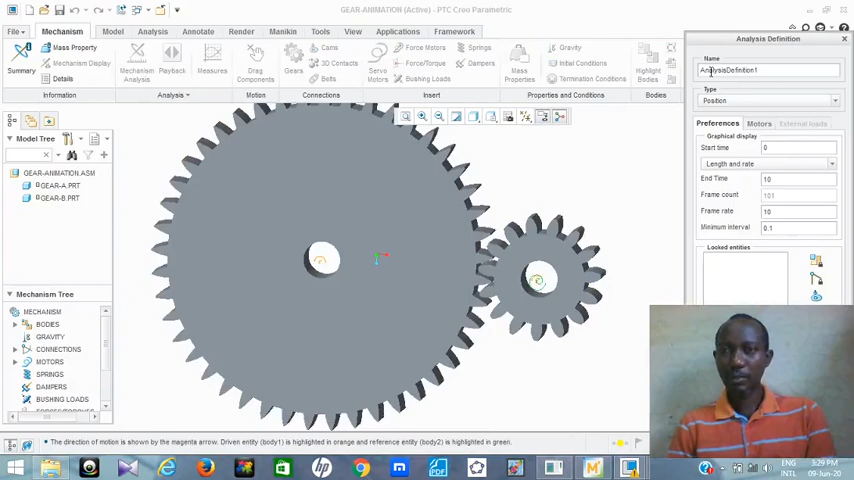 GEAR-ANIMATION (Active) - PTC Creo Parametric
File Mechanism Model Analysis Annotate Render Manikin Tools View Applications Framework
Summary
Mass Property
Details
Information
Mechanism Analysis
Playback
Measures
Analysis
Drag Components
Motion
Gears
Cams
3D Contacts
Belts
Connections
Servo Motors
Force Motors
Force/Torque
Bushing Loads
Springs
Dampers
Insert
Mass Properties
Gravity
Initial Conditions
Termination Conditions
Properties and Conditions
Highlight Bodies
Bodies
Model Tree
GEAR-ANIMATION.ASM
GEAR-A.PRT
GEAR-B.PRT
Mechanism Tree
MECHANISM
BODIES
GRAVITY
CONNECTIONS
MOTORS
SPRINGS
DAMPERS
BUSHING LOADS
Analysis Definition
Name
AnalysisDefinition1
Type
Position
Preferences Motors External loads
Graphical display
Start time 0
Length and rate
End Time 10
Frame count 101
Frame rate 10
Minimum interval 0.1
Locked entities
The direction of motion is shown by the magenta arrow. Driven entity (body1) is highlighted in orange and reference entity (body2) is highlighted in green.
ENG
INTL
3:29 PM
09-Jun-20